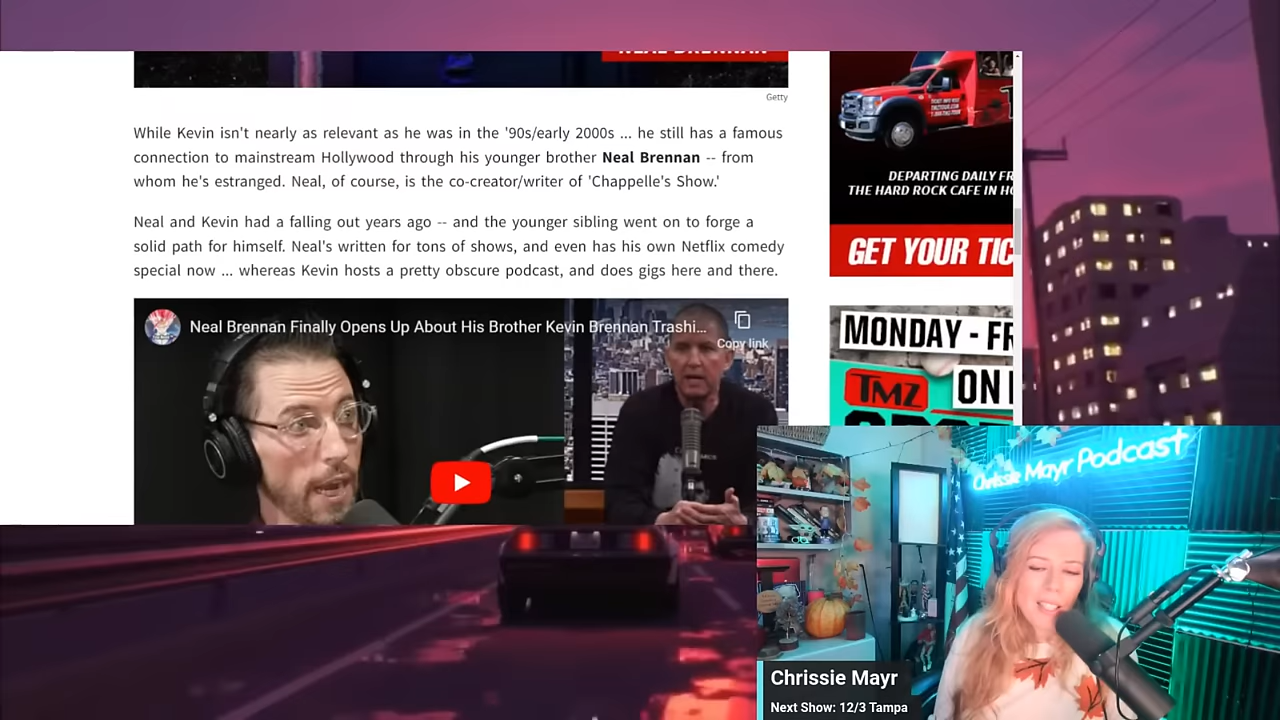 NEAL BRENNAN
Getty
While Kevin isn't nearly as relevant as he was in the '90s/early 2000s ... he still has a famous
connection to mainstream Hollywood through his younger brother Neal Brennan -- from
whom he's estranged. Neal, of course, is the co-creator/writer of 'Chappelle's Show.'
Neal and Kevin had a falling out years ago -- and the younger sibling went on to forge a
solid path for himself. Neal's written for tons of shows, and even has his own Netflix comedy
special now ... whereas Kevin hosts a pretty obscure podcast, and does gigs here and there.
Neal Brennan Finally Opens Up About His Brother Kevin Brennan Trashi...
Copy link
DEPARTING DAILY FR
THE HARD ROCK CAFE IN HO
GET YOUR TIC
MONDAY - FR
TMZ ON
Chrissie Mayr Podcast
Chrissie Mayr
Next Show: 12/3 Tampa